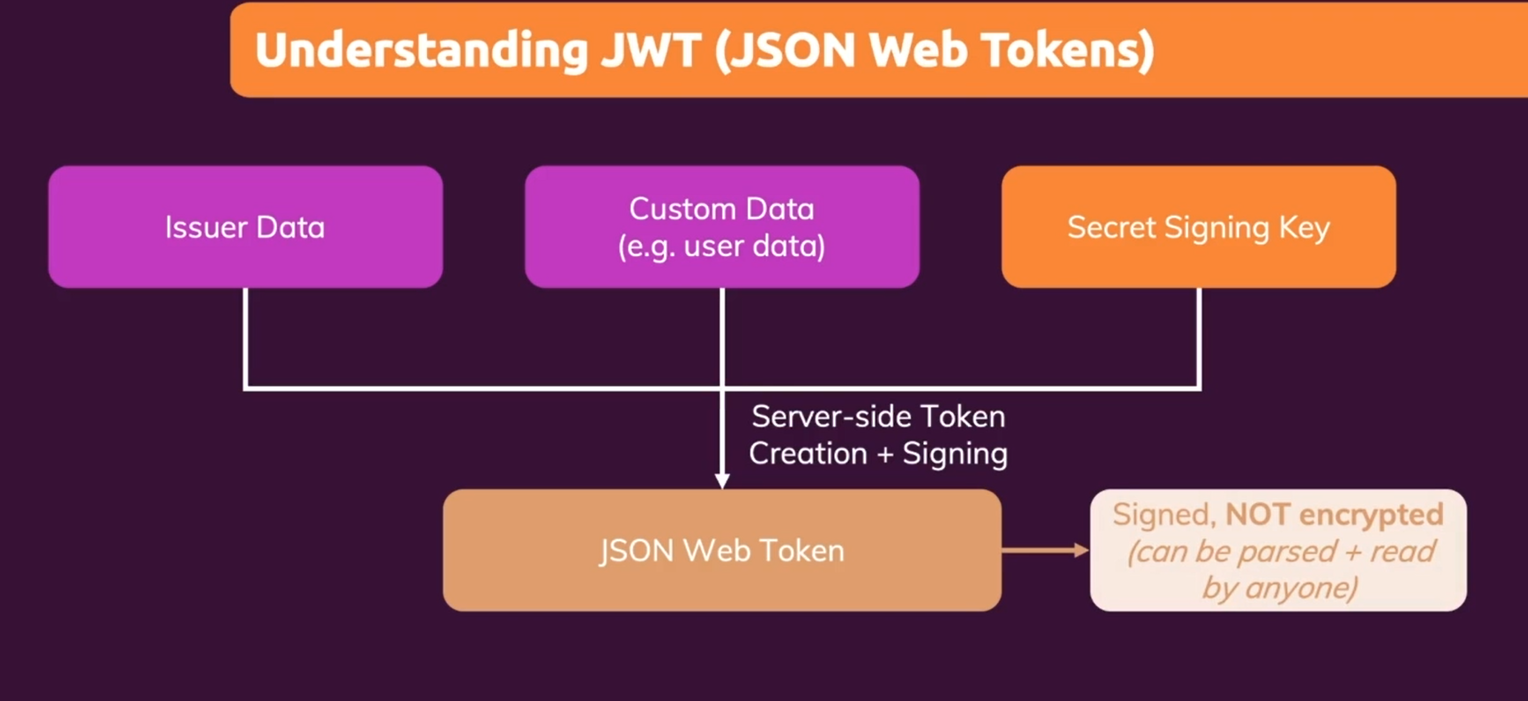 Understanding JWT (JSON Web Tokens)
Issuer Data
Custom Data
(e.g. user data)
Secret Signing Key
Server-side Token
Creation + Signing
JSON Web Token
Signed, NOT encrypted
(can be parsed + read
by anyone)